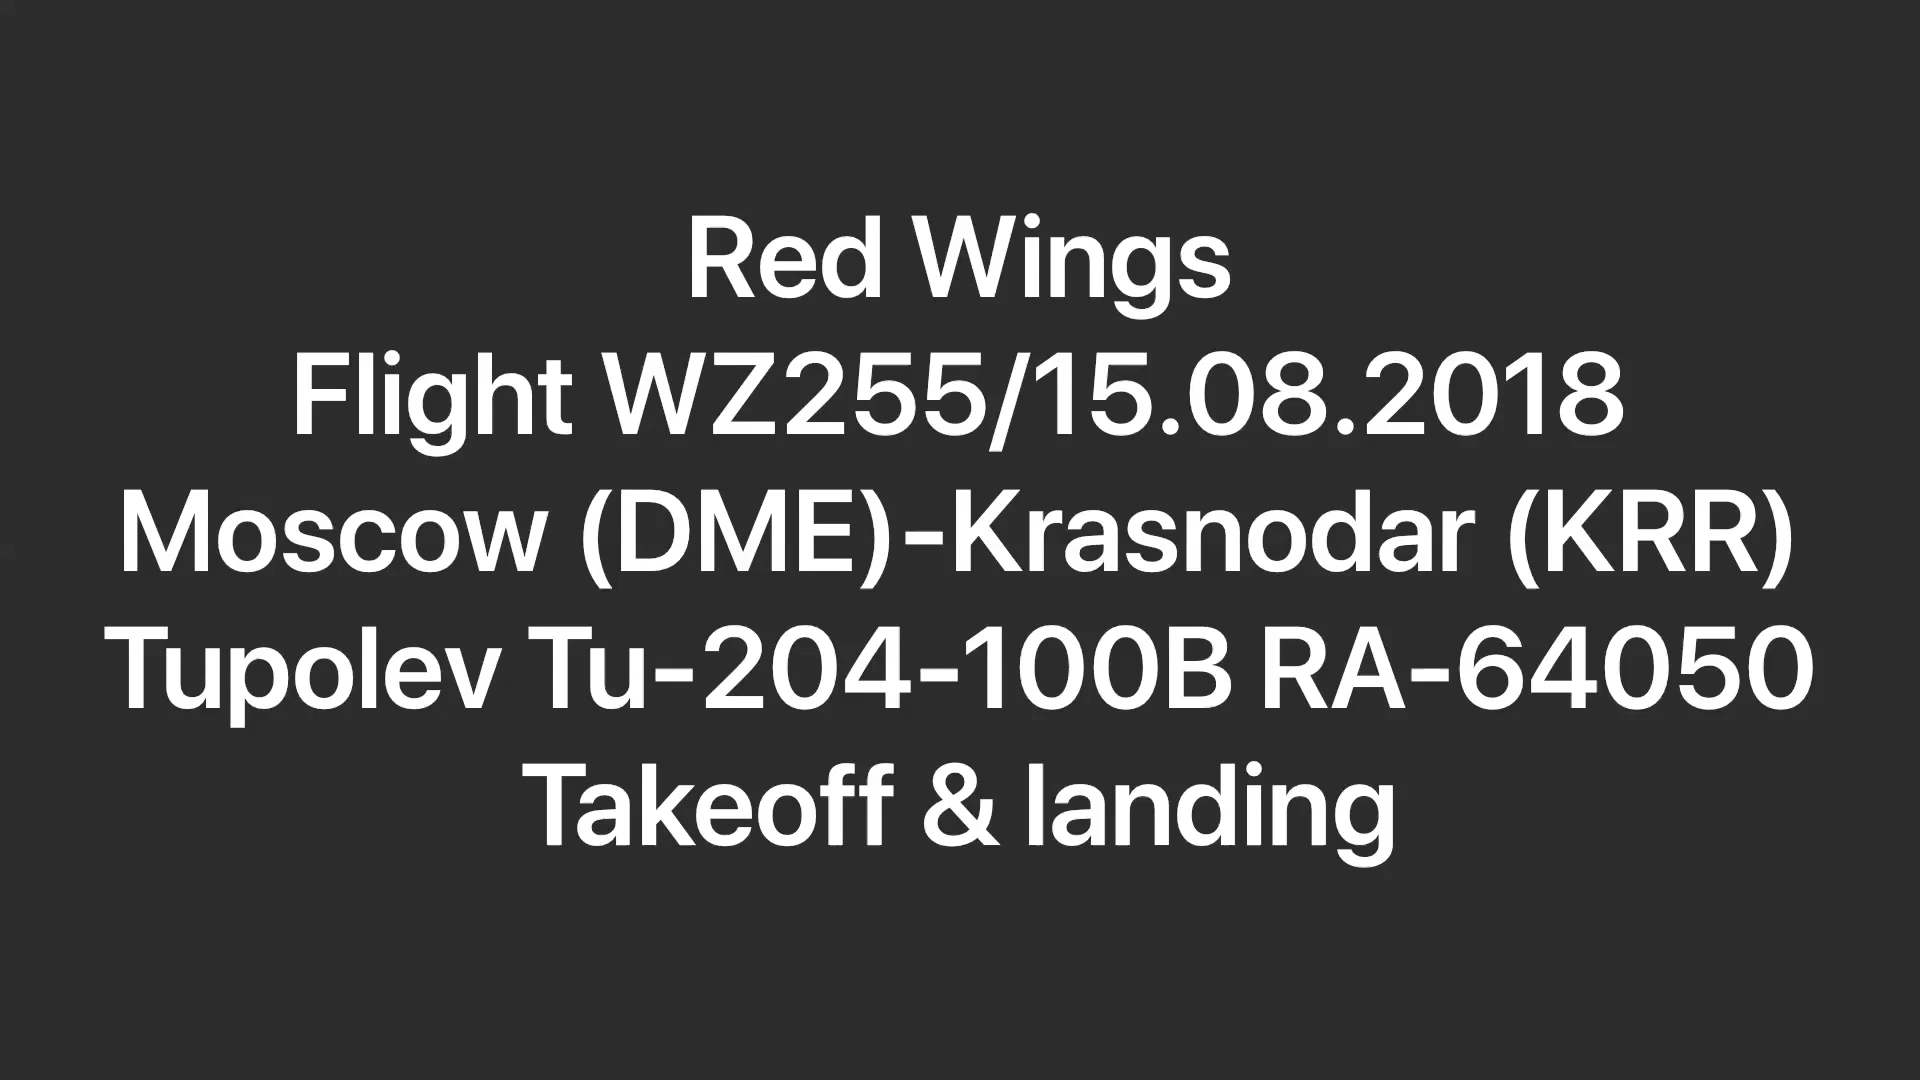 Red Wings
Flight WZ255/15.08.2018
Moscow (DME)-Krasnodar (KRR)
Tupolev Tu-204-100B RA-64050
Takeoff & landing